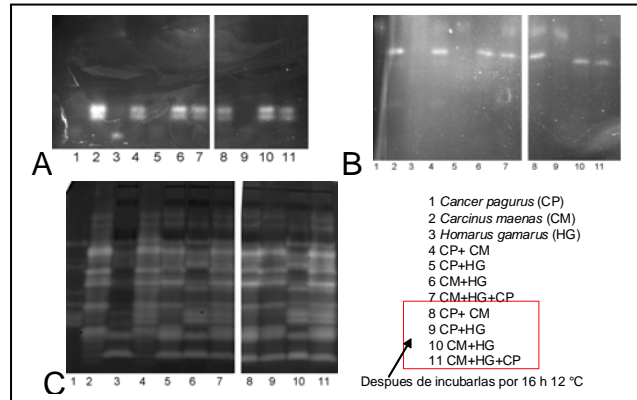 1 2 3 4 5 6 7 8 9 10 11
A
1 2 3 4 5 6 7 8 9 10 11
B
1 Cancer pagurus (CP)
2 Carcinus maenas (CM)
3 Homarus gamarus (HG)
4 CP+ CM
5 CP+HG
6 CM+HG
7 CM+HG+CP
8 CP+ CM
9 CP+HG
10 CM+HG
11 CM+HG+CP
Despues de incubarlas por 16 h 12 °C
C
1 2 3 4 5 6 7 8 9 10 11